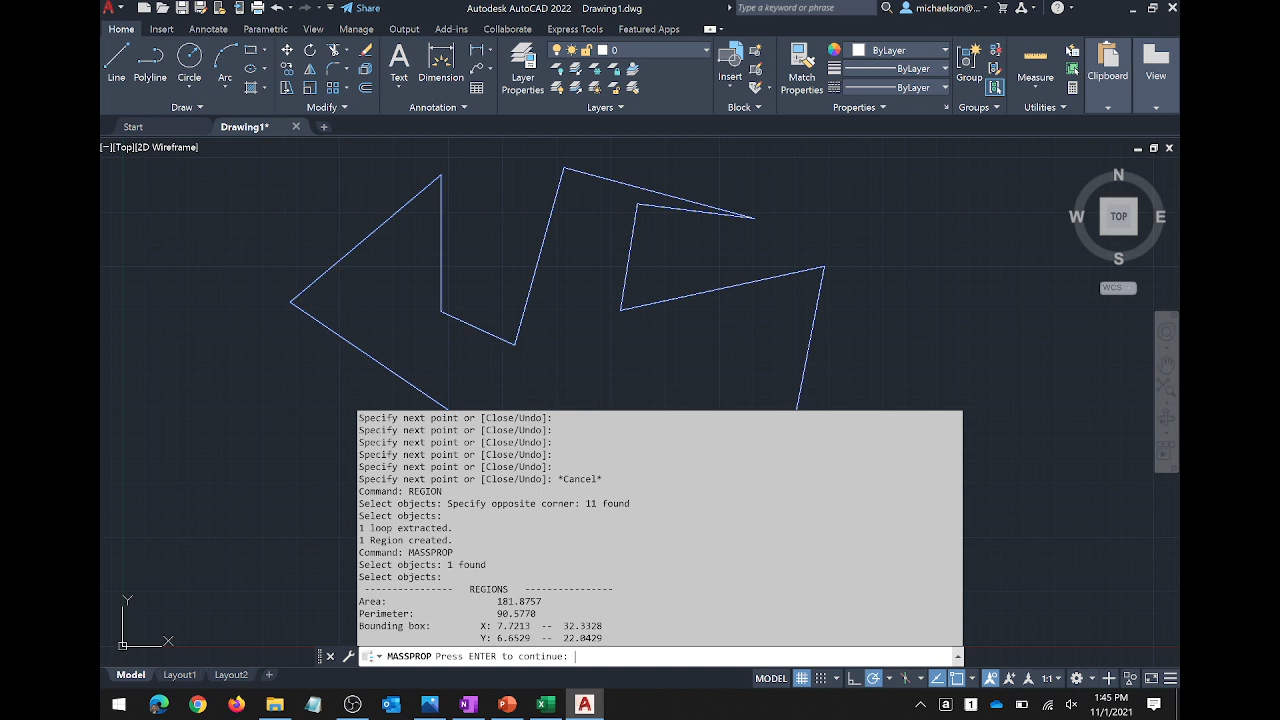 Share
Autodesk AutoCAD 2022 Drawing1.dwg
Type a keyword or phrase
michaelson@...
Home Insert Annotate Parametric View Manage Output Add-ins Collaborate Express Tools Featured Apps
Line Polyline Circle Arc
Text Dimension
Layer Properties
0
Insert
Match Properties
ByLayer
ByLayer
ByLayer
Group
Measure
Clipboard
View
Draw Modify Annotation Layers Block Properties Groups Utilities
Start Drawing1* +
[−][Top][2D Wireframe]
N
W TOP E
S
WCS
Specify next point or [Close/Undo]:
Specify next point or [Close/Undo]:
Specify next point or [Close/Undo]:
Specify next point or [Close/Undo]:
Specify next point or [Close/Undo]:
Specify next point or [Close/Undo]: *Cancel*
Command: REGION
Select objects: Specify opposite corner: 11 found
Select objects:
1 loop extracted.
1 Region created.
Command: MASSPROP
Select objects: 1 found
Select objects:
---------------- REGIONS ----------------
Area: 181.8757
Perimeter: 90.5770
Bounding box: X: 7.7213 -- 32.3328
Y: 6.6529 -- 22.0429
Y
X
MASSPROP Press ENTER to continue:
Model Layout1 Layout2 +
MODEL 1:1
1:45 PM
11/1/2021